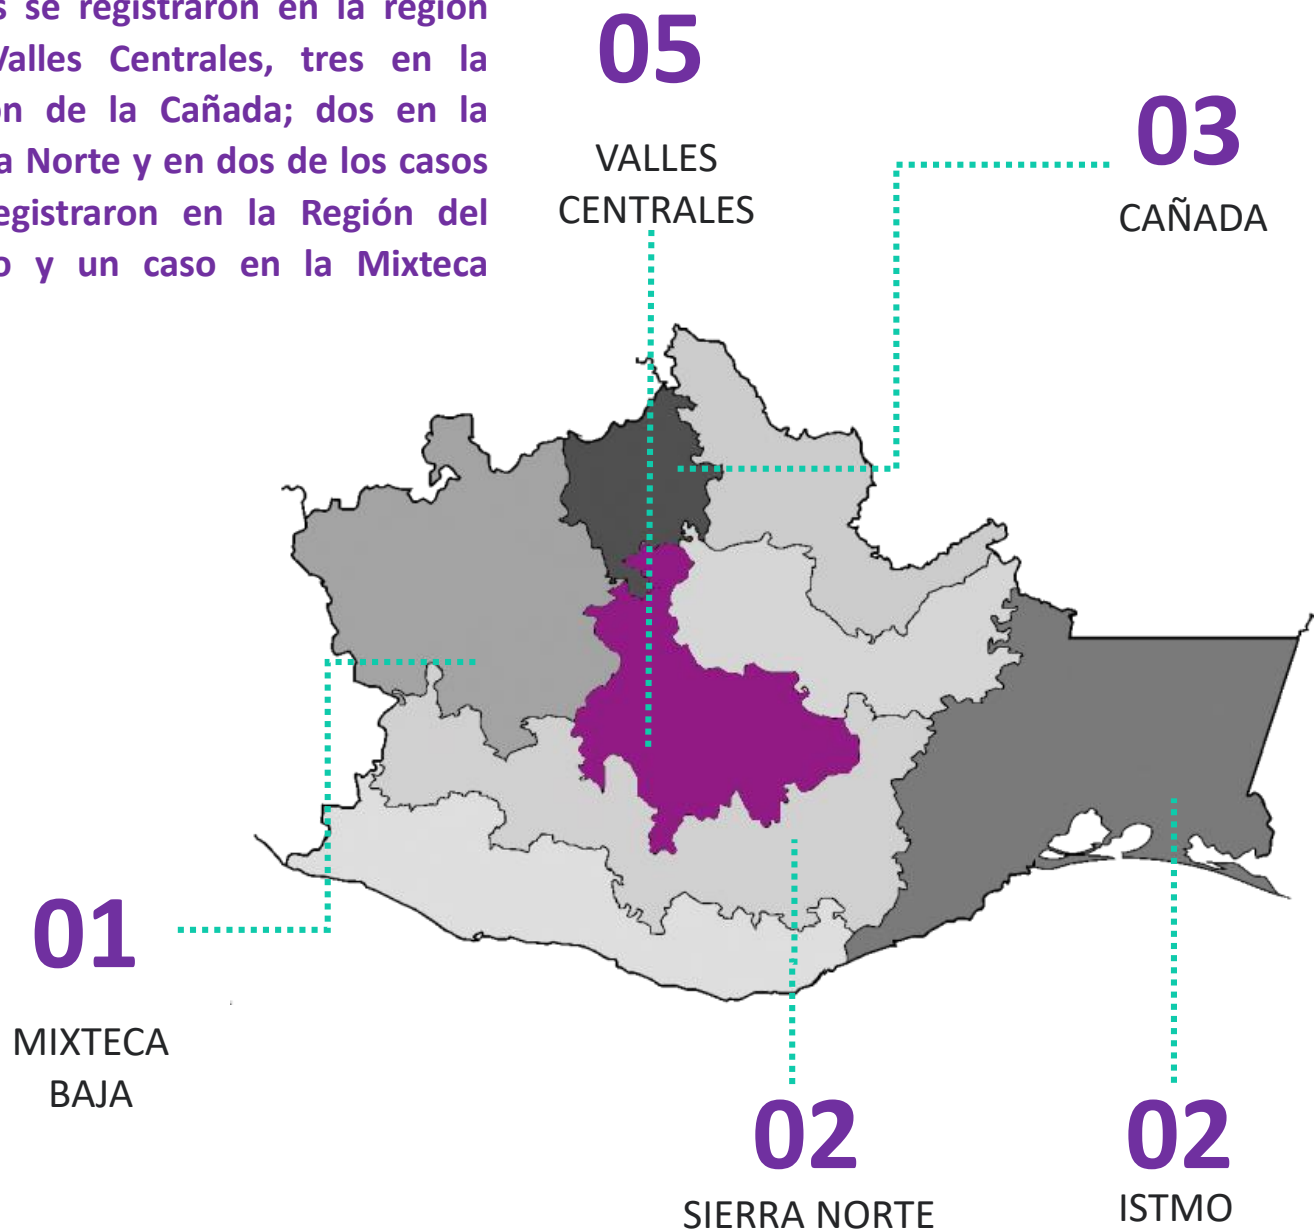 se registraron en la región
Valles Centrales, tres en la
de la Cañada; dos en la
Norte y en dos de los casos
registraron en la Región del
y un caso en la Mixteca
05
VALLES
CENTRALES
03
CAÑADA
01
MIXTECA
BAJA
02
SIERRA NORTE
02
ISTMO